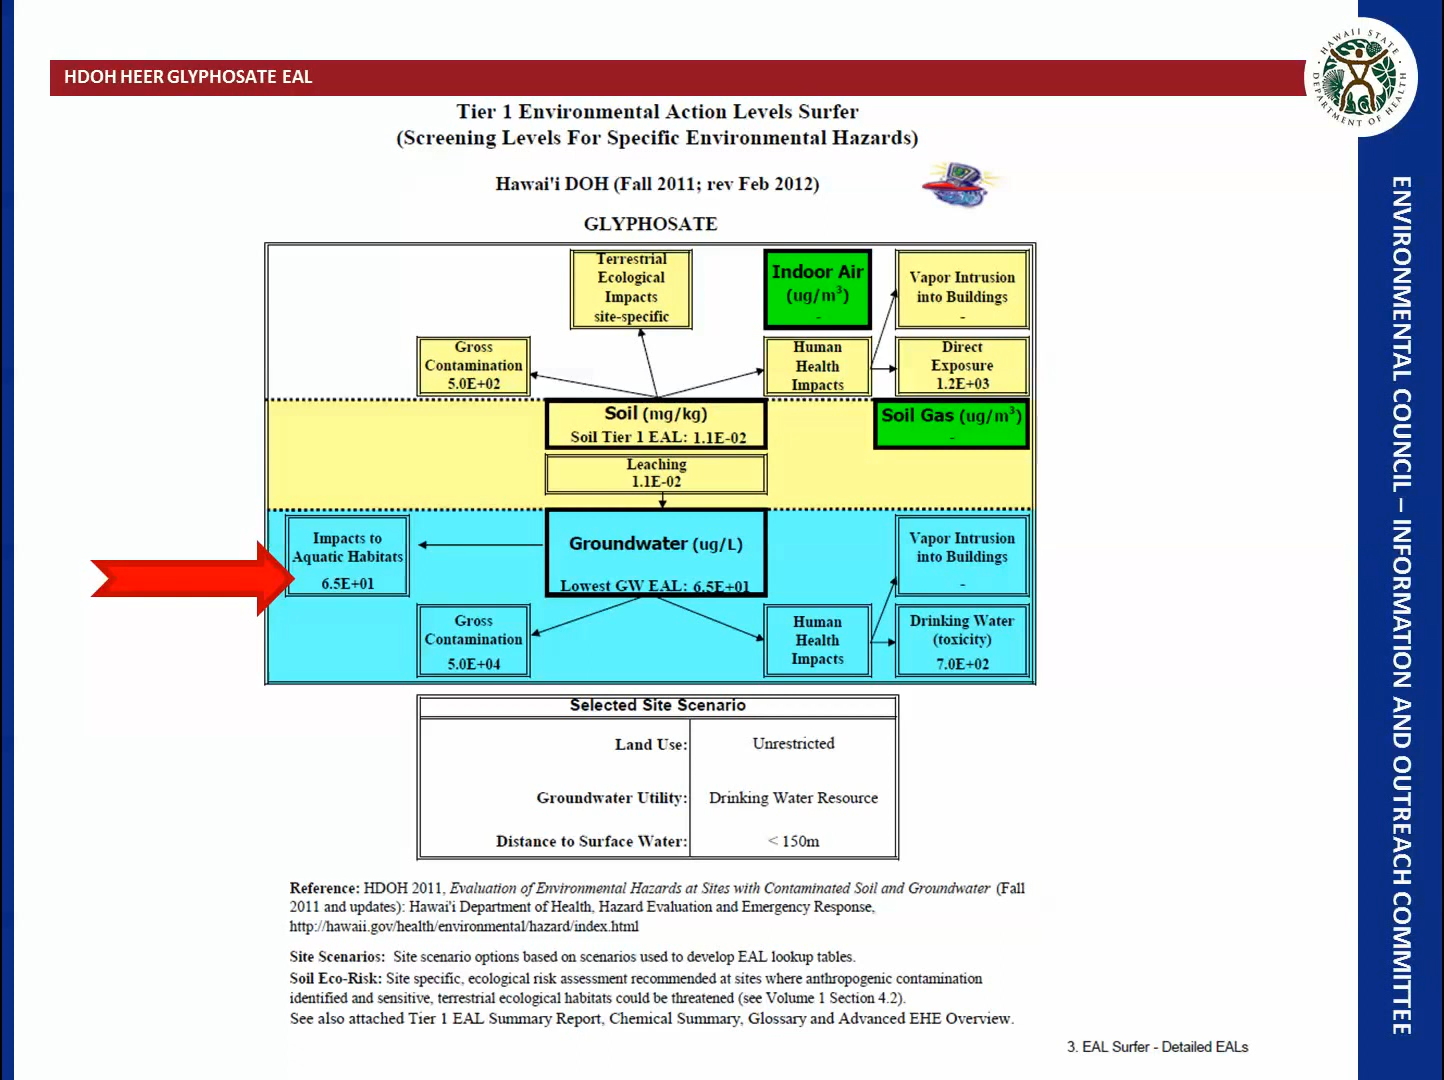 HDOH HEER GLYPHOSATE EAL
HAWAII STATE
DEPARTMENT OF HEALTH
Tier 1 Environmental Action Levels Surfer
(Screening Levels For Specific Environmental Hazards)
Hawai'i DOH (Fall 2011; rev Feb 2012)
GLYPHOSATE
Terrestrial
Ecological
Impacts
site-specific
Indoor Air
(ug/m³)
-
Vapor Intrusion
into Buildings
-
Gross
Contamination
5.0E+02
Human
Health
Impacts
Direct
Exposure
1.2E+03
Soil (mg/kg)
Soil Tier 1 EAL: 1.1E-02
Soil Gas (ug/m³)
-
Leaching
1.1E-02
Impacts to
Aquatic Habitats
6.5E+01
Groundwater (ug/L)
Lowest GW EAL: 6.5E+01
Vapor Intrusion
into Buildings
-
Gross
Contamination
5.0E+04
Human
Health
Impacts
Drinking Water
(toxicity)
7.0E+02
Selected Site Scenario
Land Use: Unrestricted
Groundwater Utility: Drinking Water Resource
Distance to Surface Water: < 150m
Reference: HDOH 2011, Evaluation of Environmental Hazards at Sites with Contaminated Soil and Groundwater (Fall
2011 and updates): Hawai'i Department of Health, Hazard Evaluation and Emergency Response,
http://hawaii.gov/health/environmental/hazard/index.html
Site Scenarios: Site scenario options based on scenarios used to develop EAL lookup tables.
Soil Eco-Risk: Site specific, ecological risk assessment recommended at sites where anthropogenic contamination
identified and sensitive, terrestrial ecological habitats could be threatened (see Volume 1 Section 4.2).
See also attached Tier 1 EAL Summary Report, Chemical Summary, Glossary and Advanced EHE Overview.
3. EAL Surfer - Detailed EALs
ENVIRONMENTAL COUNCIL – INFORMATION AND OUTREACH COMMITTEE